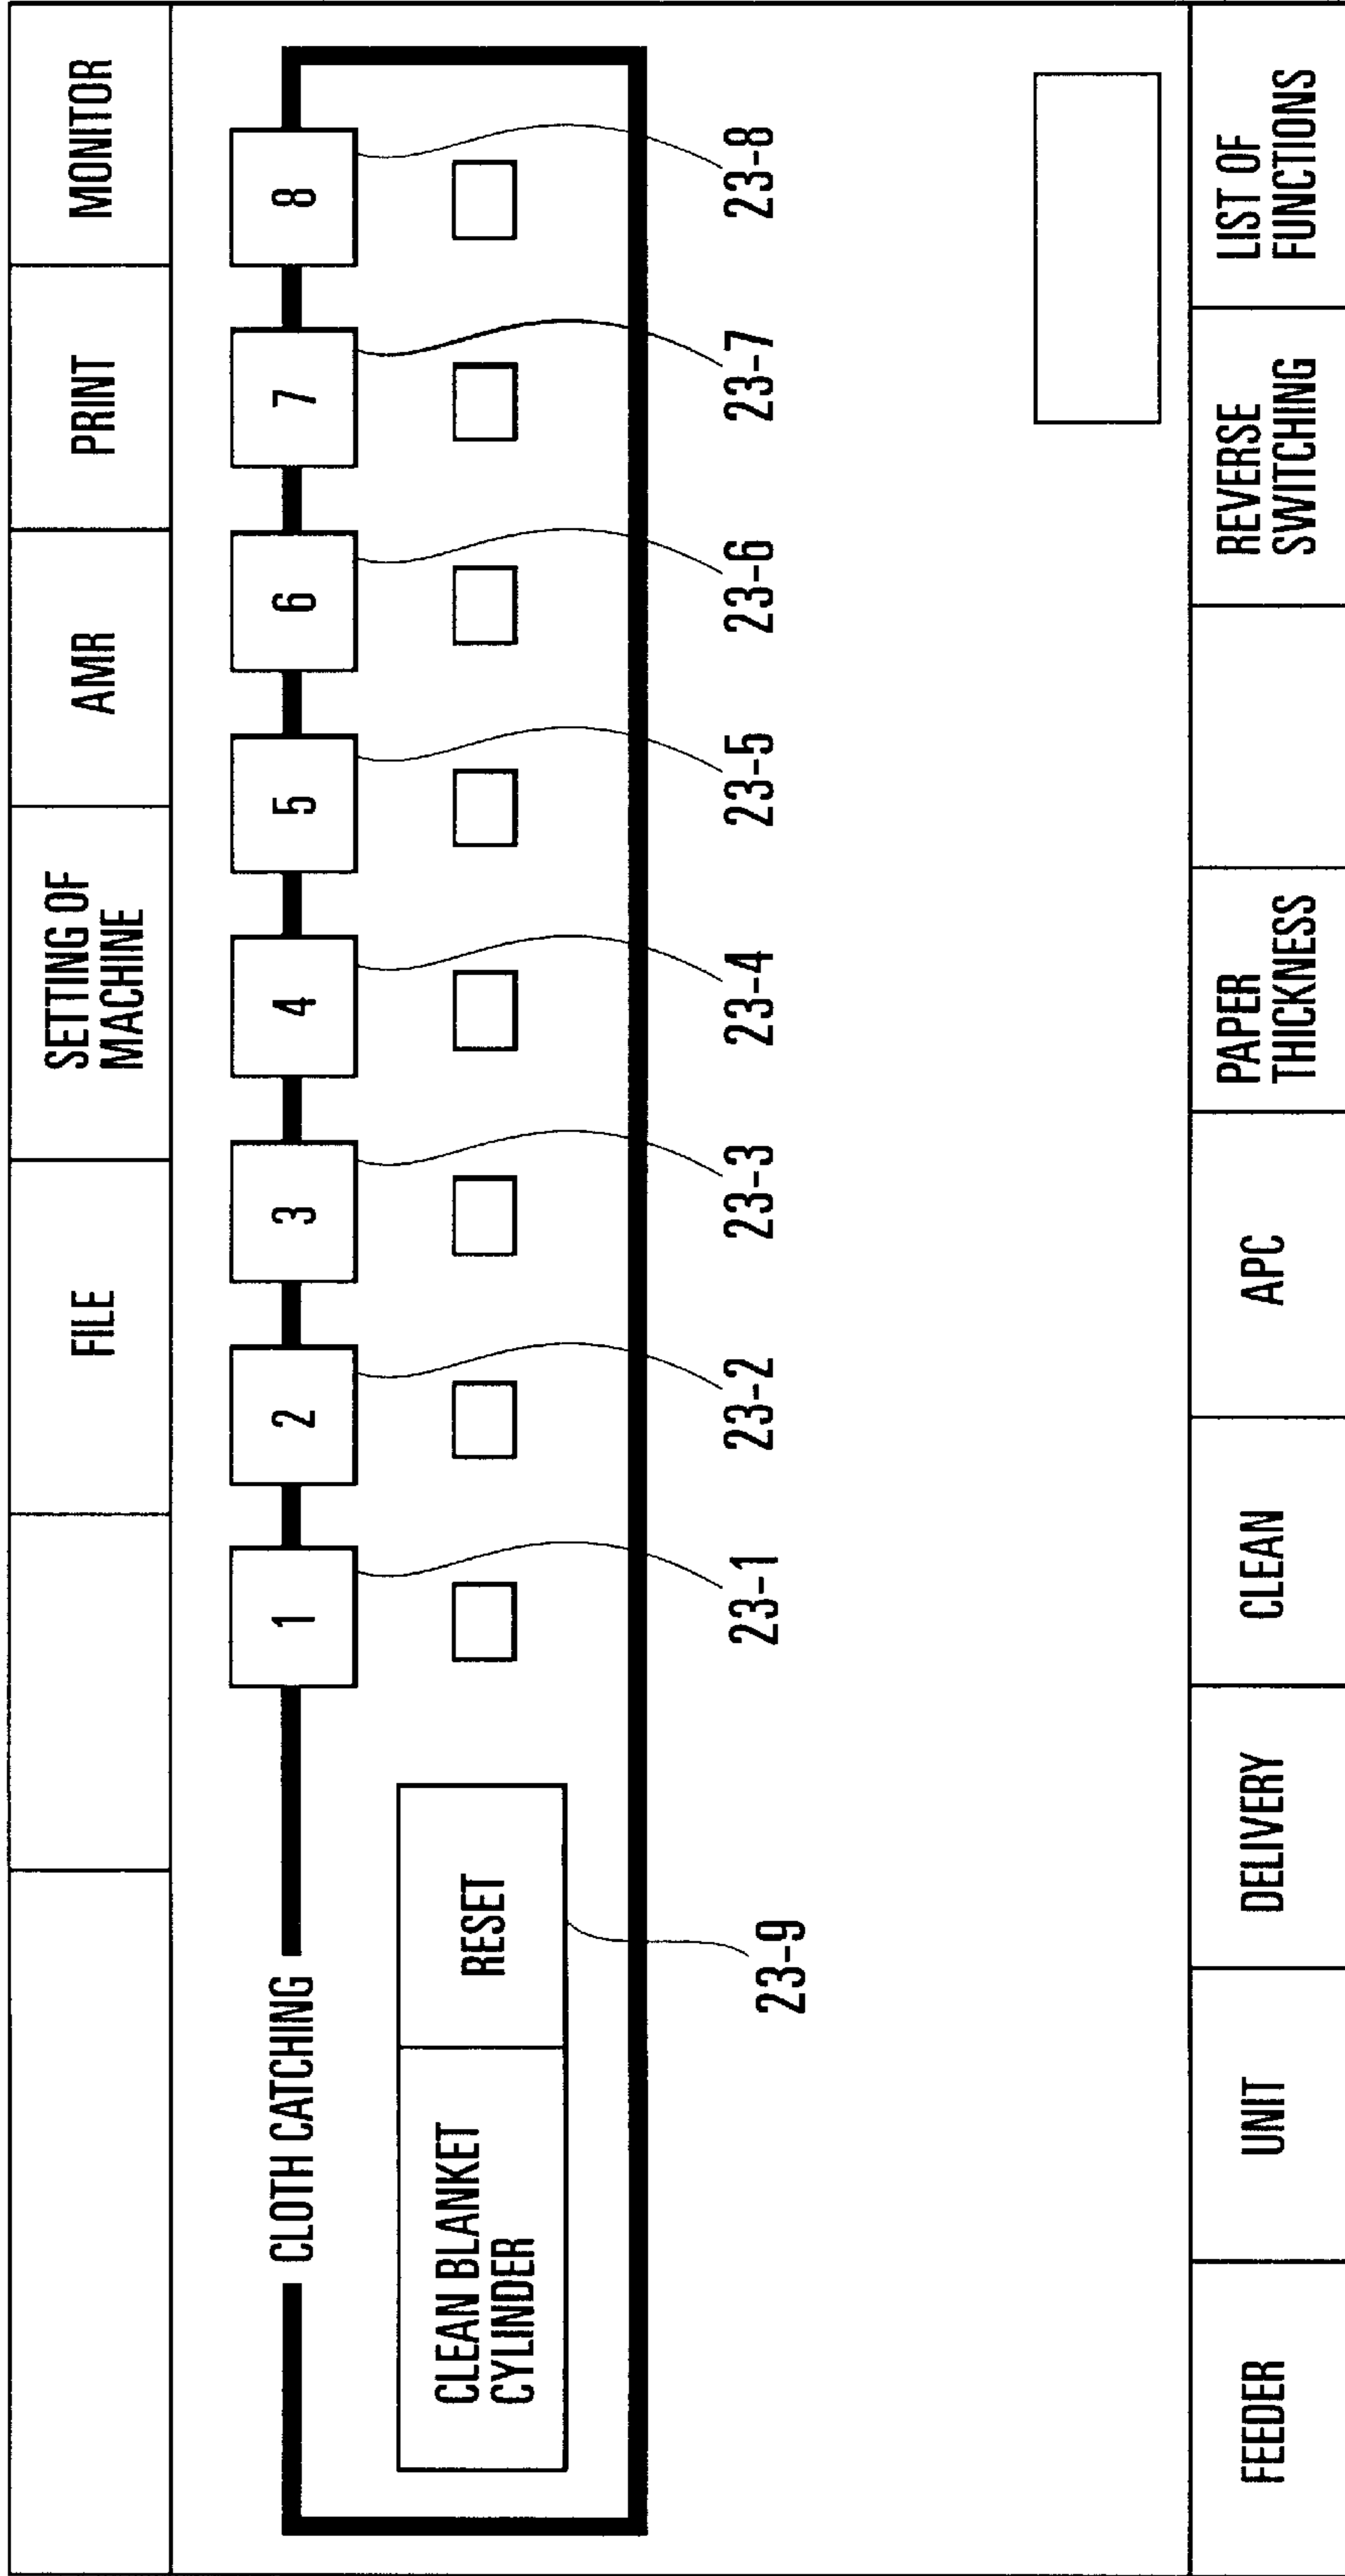 FILE
SETTING OF
MACHINE
AMR
PRINT
MONITOR
CLOTH CATCHING
1
2
3
4
5
6
7
8
CLEAN BLANKET
CYLINDER
RESET
23-9
23-1
23-2
23-3
23-4
23-5
23-6
23-7
23-8
FEEDER
UNIT
DELIVERY
CLEAN
APC
PAPER
THICKNESS
REVERSE
SWITCHING
LIST OF
FUNCTIONS